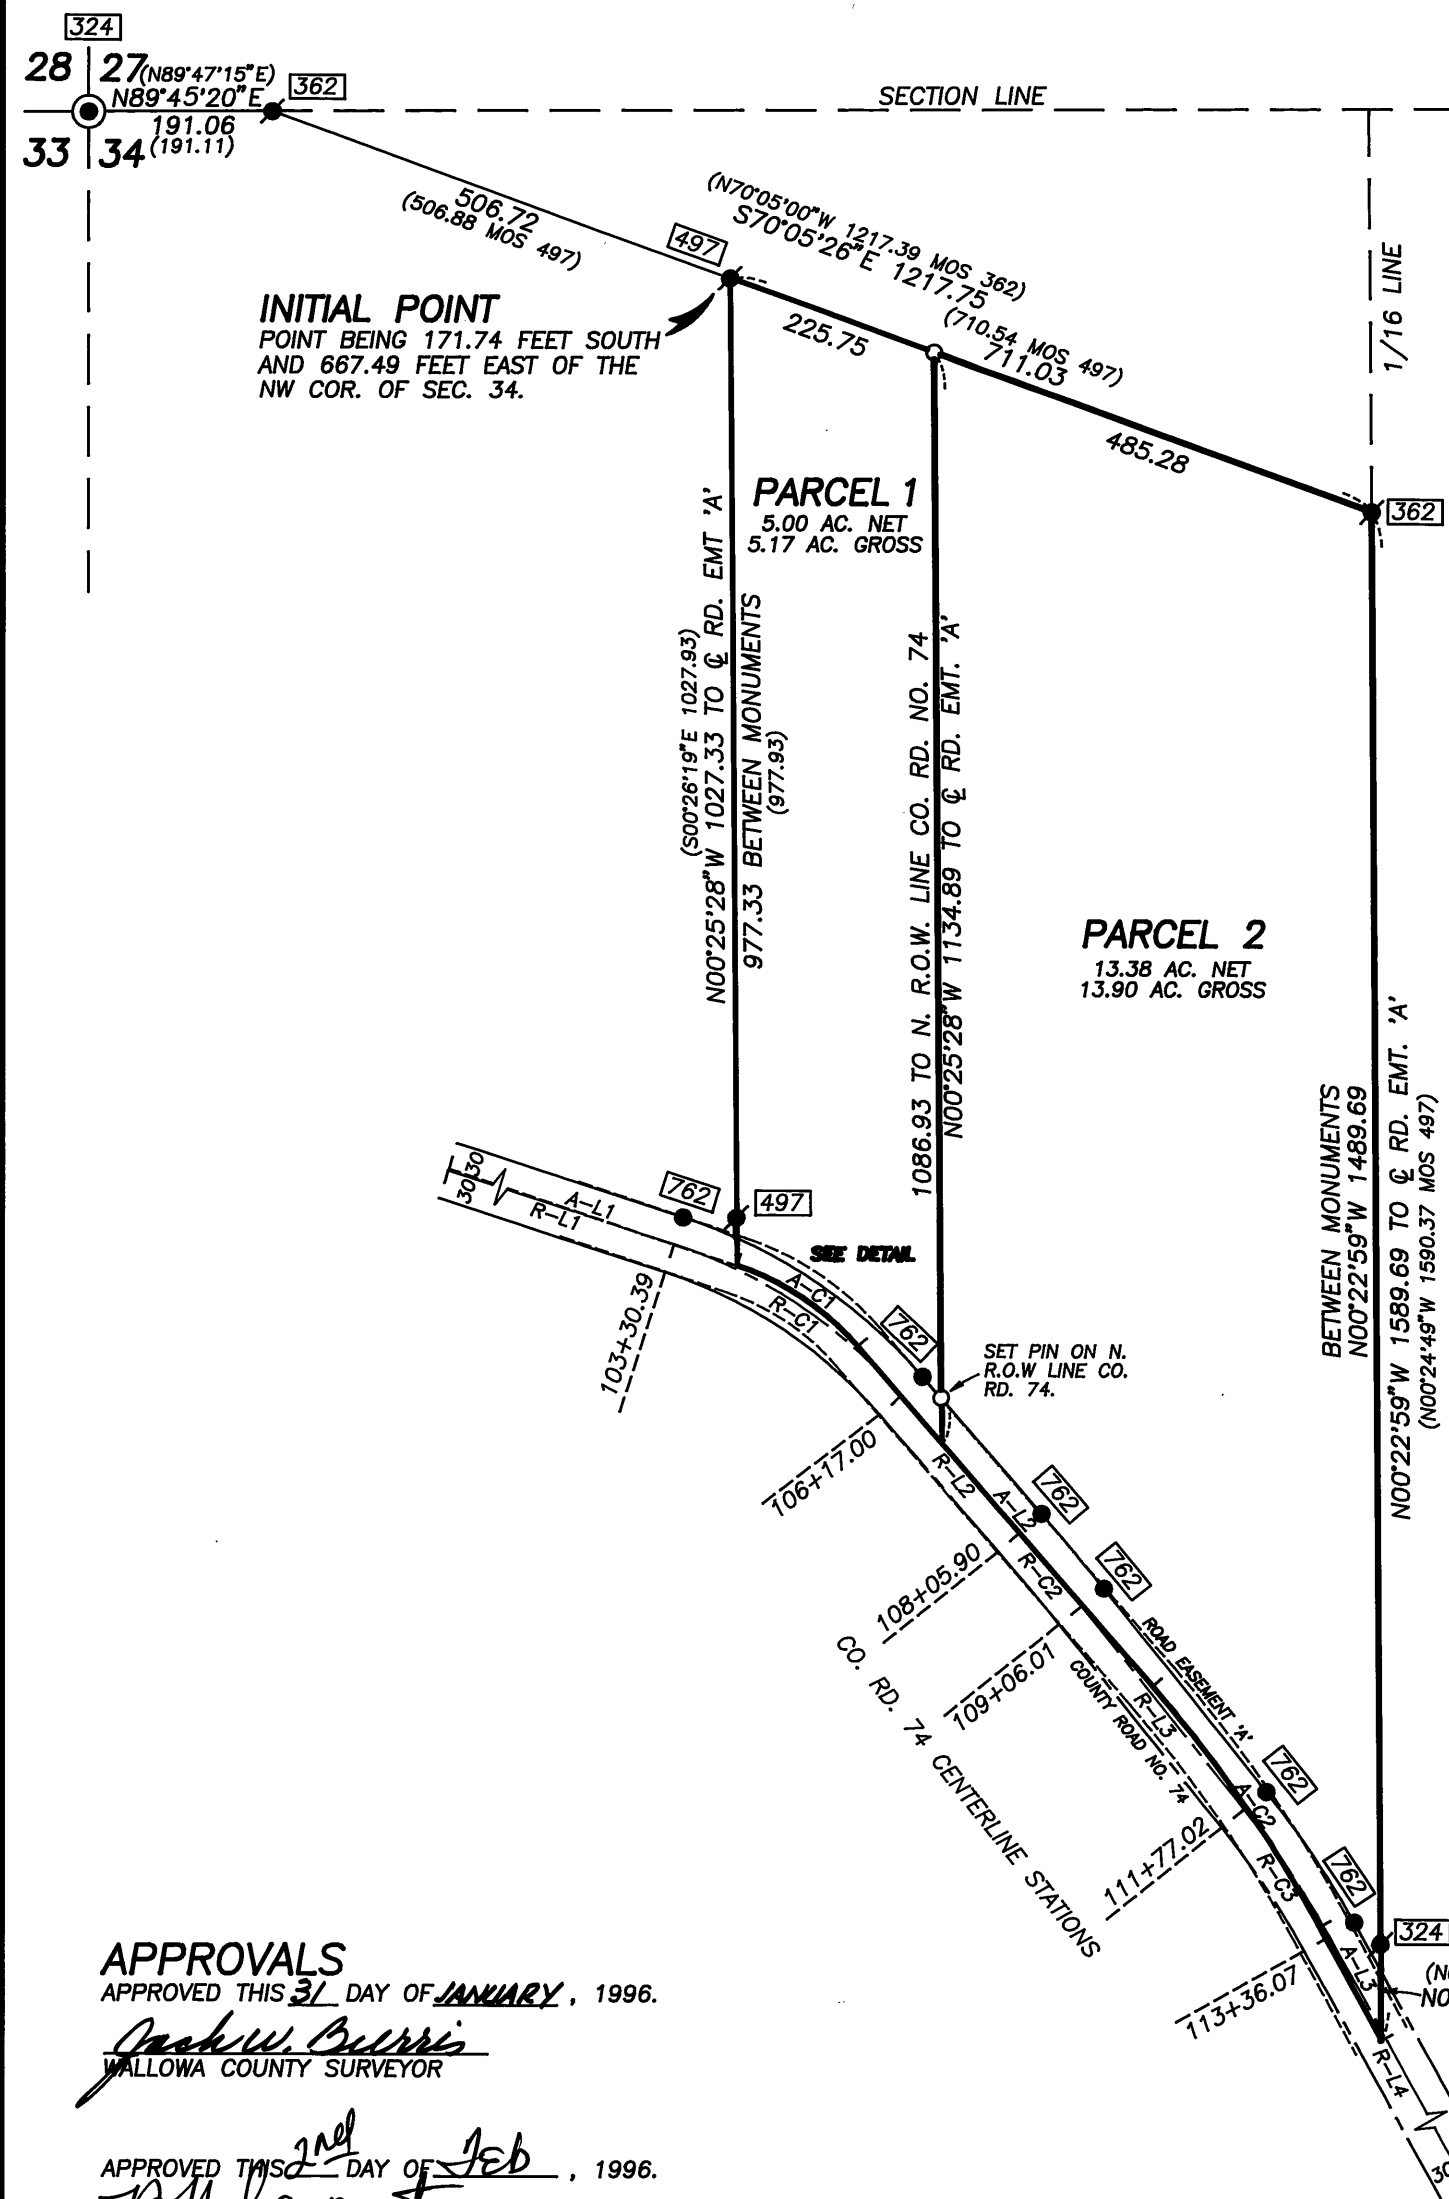 324
28 27 (N89°47'15"E)
N89°45'20"E
362
191.06
(191.11)
33 34
SECTION LINE
506.72
(506.88 MOS 497)
497
(N70°05'00"W 1217.39 MOS 362)
S70°05'26"E 1217.75
(710.54 MOS 497)
711.03
225.75
485.28
1/16 LINE
362
INITIAL POINT
POINT BEING 171.74 FEET SOUTH
AND 667.49 FEET EAST OF THE
NW COR. OF SEC. 34.
PARCEL 1
5.00 AC. NET
5.17 AC. GROSS
(S00°26'19"E 1027.93)
N00°25'28"W 1027.33 TO ℄ RD. EMT 'A'
977.33 BETWEEN MONUMENTS
(977.93)
1086.93 TO N. R.O.W. LINE CO. RD. NO. 74
N00°25'28"W 1134.89 TO ℄ RD. EMT. 'A'
PARCEL 2
13.38 AC. NET
13.90 AC. GROSS
BETWEEN MONUMENTS
N00°22'59"W 1489.69
N00°22'59"W 1589.69 TO ℄ RD. EMT. 'A'
(N00°24'49"W 1590.37 MOS 497)
30
30
A-L1
R-L1
762
497
SEE DETAIL
A-C1
R-C1
103+30.39
762
SET PIN ON N.
R.O.W LINE CO.
RD. 74.
106+17.00
R-L2
A-L2
762
R-C2
762
108+05.90
109+06.01
ROAD EASEMENT 'A'
R-L3
COUNTY ROAD NO. 74
CO. RD. 74 CENTERLINE STATIONS
762
A-C2
111+77.02
R-C3
762
324
A-L3
(N0
N0
113+36.07
R-L4
30
APPROVALS
APPROVED THIS 31 DAY OF JANUARY, 1996.
Jack W. Burris
WALLOWA COUNTY SURVEYOR
APPROVED THIS 2nd DAY OF Feb, 1996.